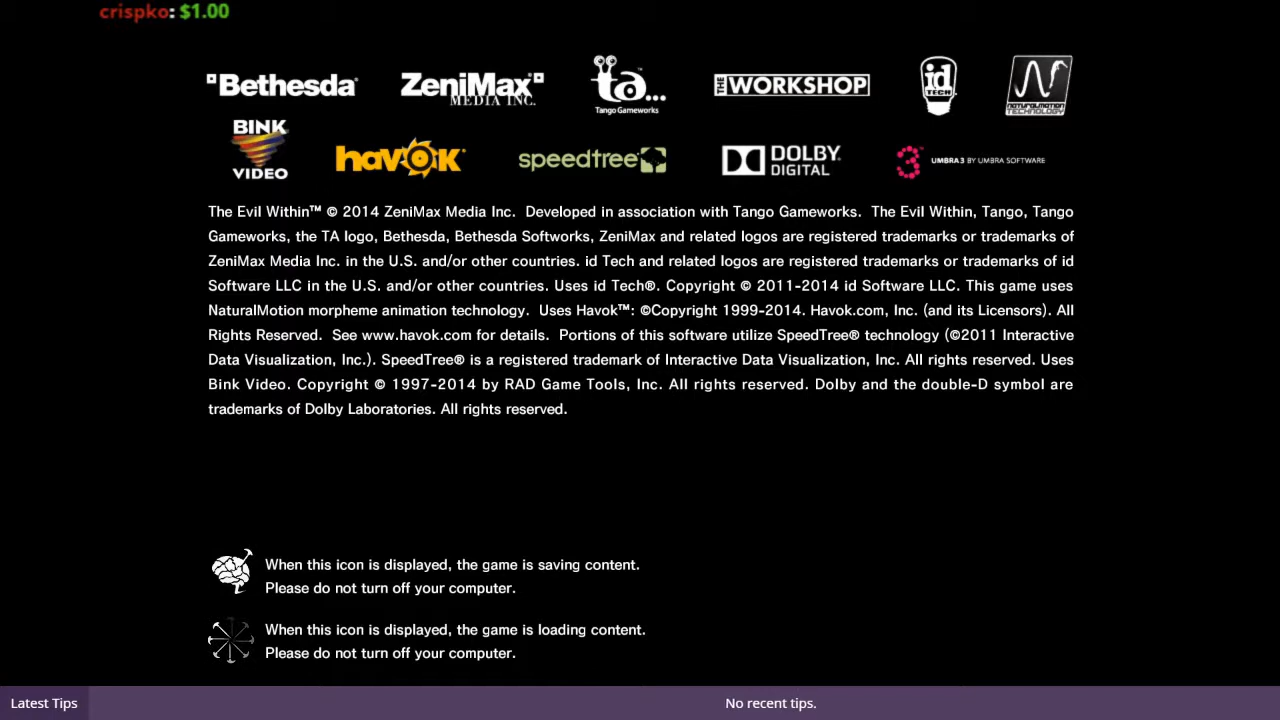 crispko: $1.00
Bethesda ZeniMax MEDIA INC. ta... Tango Gameworks THE WORKSHOP id TECH NATURALMOTION TECHNOLOGY
BINK VIDEO havok speedtree DOLBY DIGITAL 3 UMBRA 3 BY UMBRA SOFTWARE
The Evil Within™ © 2014 ZeniMax Media Inc.  Developed in association with Tango Gameworks.  The Evil Within, Tango, Tango
Gameworks, the TA logo, Bethesda, Bethesda Softworks, ZeniMax and related logos are registered trademarks or trademarks of
ZeniMax Media Inc. in the U.S. and/or other countries. id Tech and related logos are registered trademarks or trademarks of id
Software LLC in the U.S. and/or other countries. Uses id Tech®. Copyright © 2011-2014 id Software LLC. This game uses
NaturalMotion morpheme animation technology.  Uses Havok™: ©Copyright 1999-2014. Havok.com, Inc. (and its Licensors). All
Rights Reserved.  See www.havok.com for details.  Portions of this software utilize SpeedTree® technology (©2011 Interactive
Data Visualization, Inc.). SpeedTree® is a registered trademark of Interactive Data Visualization, Inc. All rights reserved. Uses
Bink Video. Copyright © 1997-2014 by RAD Game Tools, Inc. All rights reserved. Dolby and the double-D symbol are
trademarks of Dolby Laboratories. All rights reserved.
When this icon is displayed, the game is saving content.
Please do not turn off your computer.
When this icon is displayed, the game is loading content.
Please do not turn off your computer.
Latest Tips No recent tips.